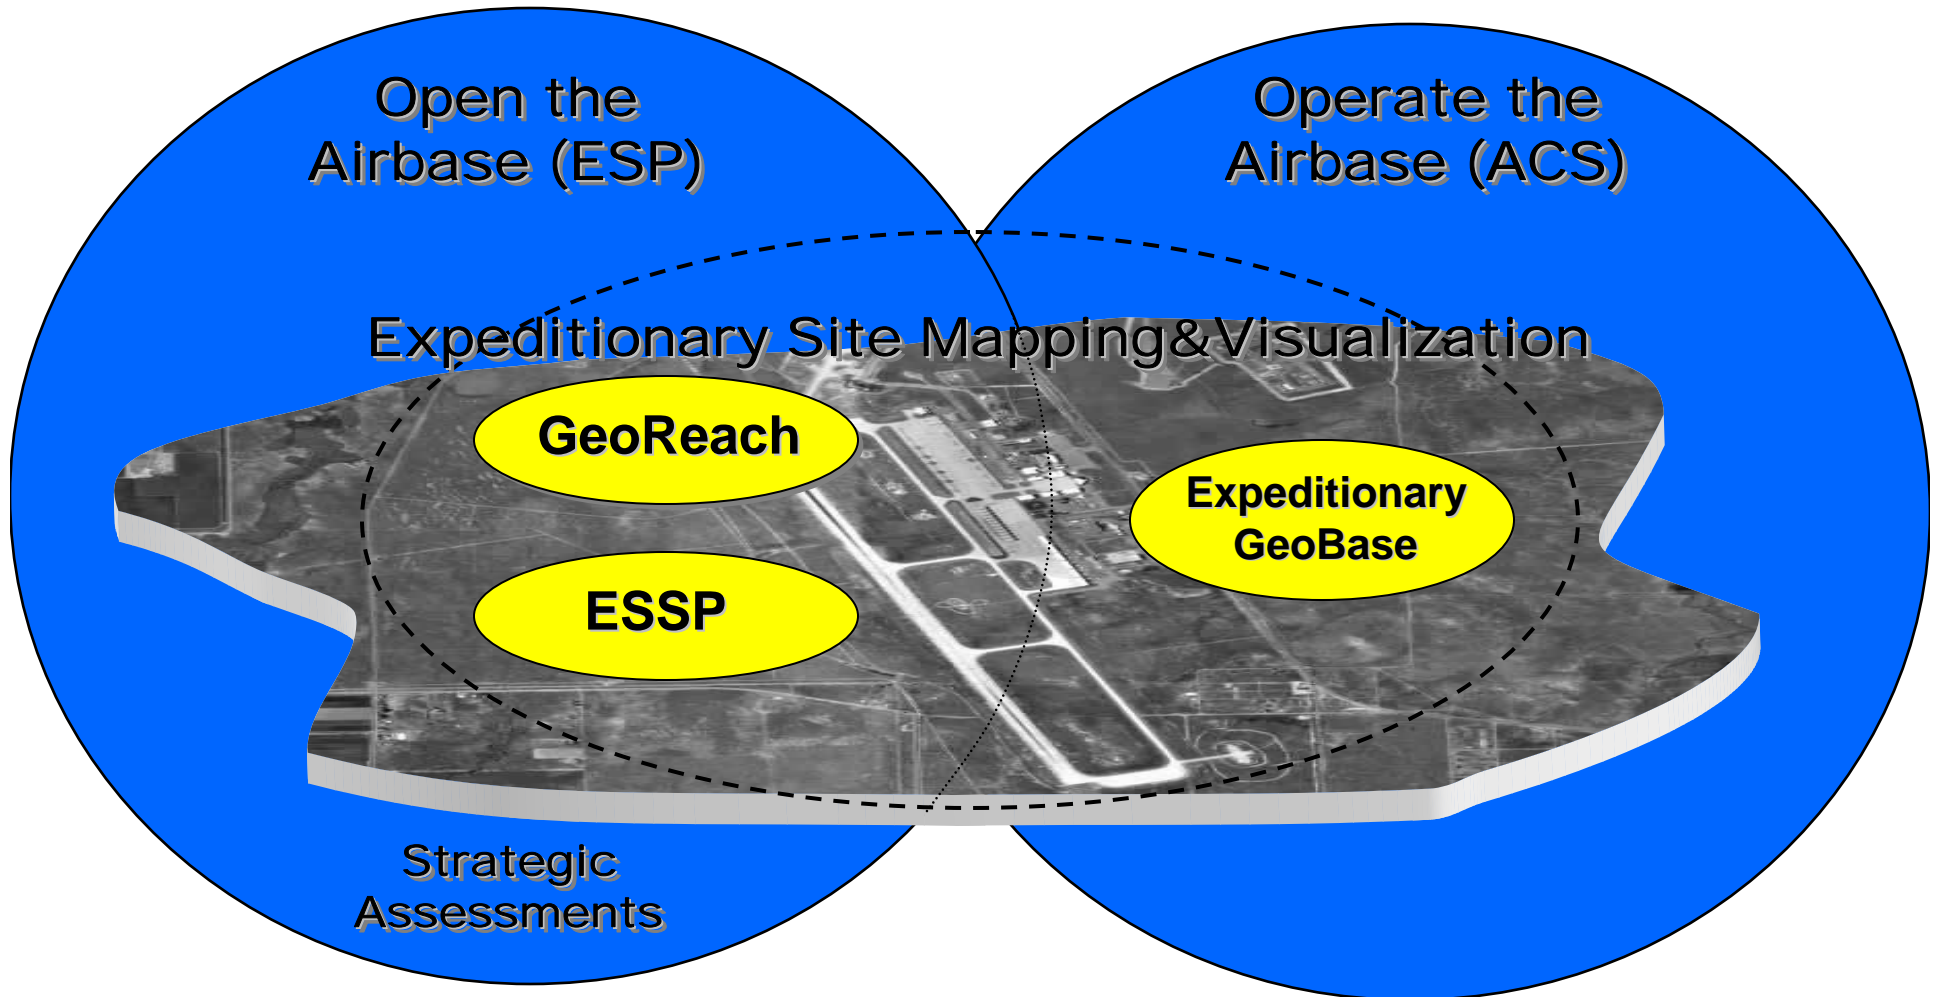 Open the
Airbase (ESP)
Operate the
Airbase (ACS)
Expeditionary Site Mapping&Visualization
GeoReach
Expeditionary
GeoBase
ESSP
Strategic
Assessments